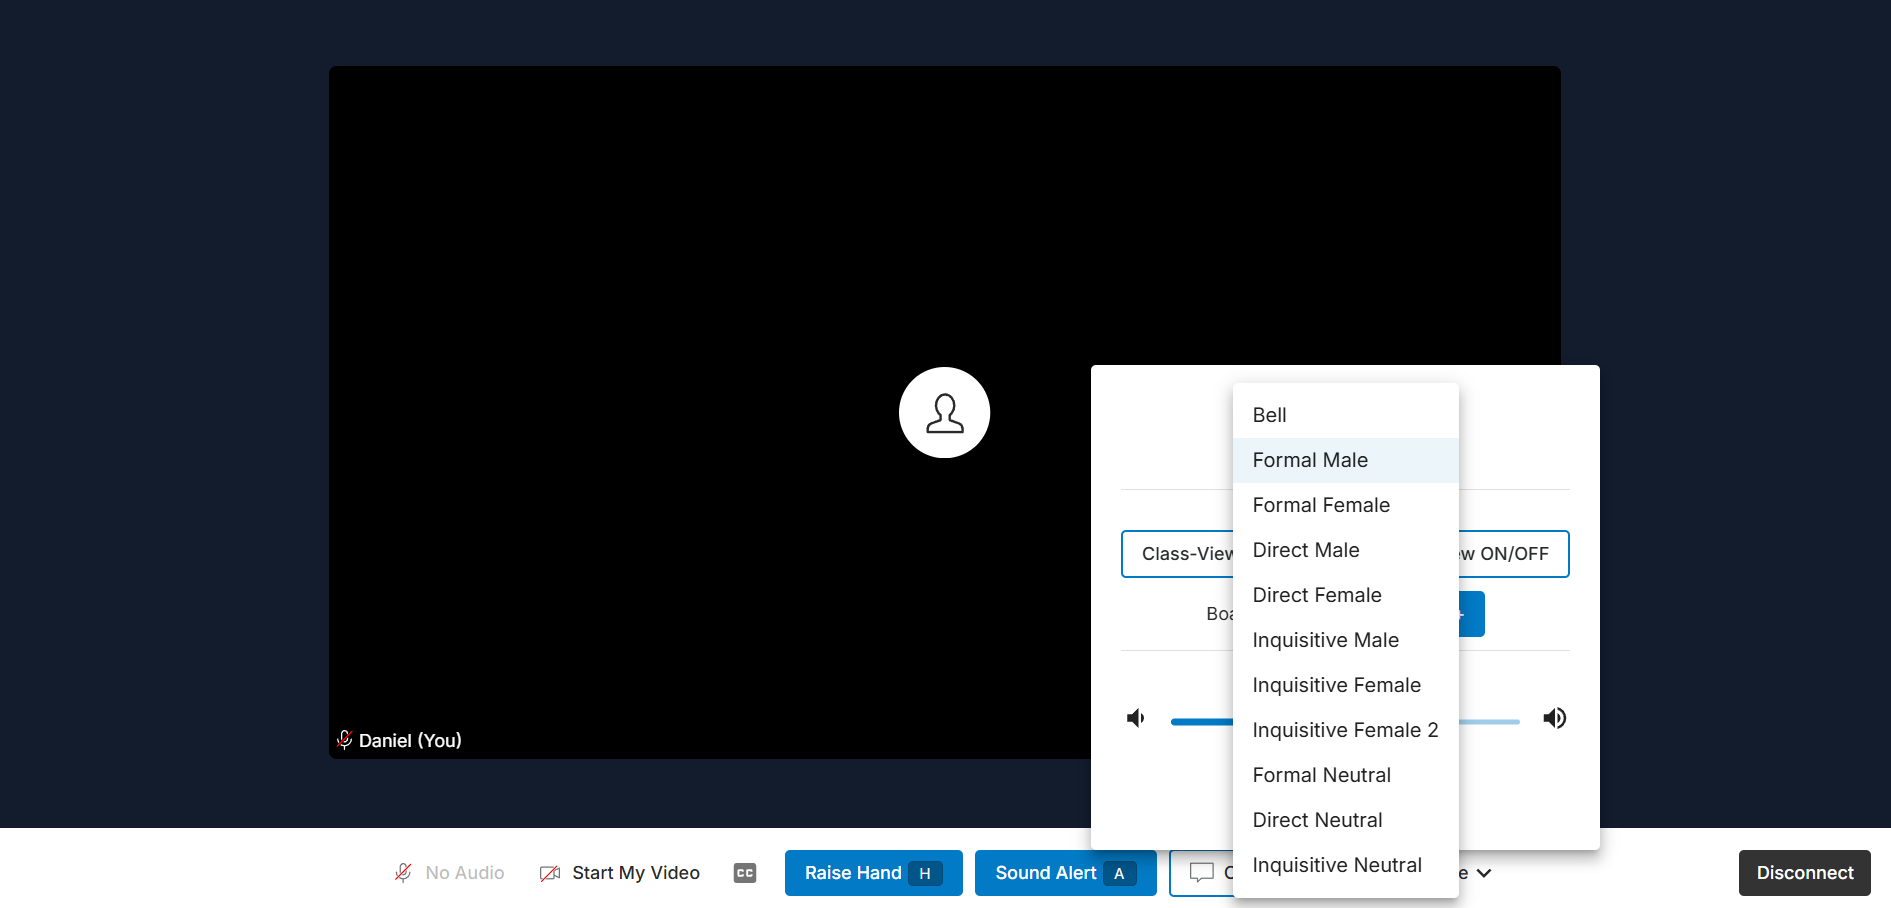 Bell
Formal Male
Formal Female
Direct Male
Direct Female
Inquisitive Male
Inquisitive Female
Inquisitive Female 2
Formal Neutral
Direct Neutral
Inquisitive Neutral
Class-View
ew ON/OFF
Boa
+
Daniel (You)
No Audio
Start My Video
CC
Raise Hand H
Sound Alert A
e
Disconnect